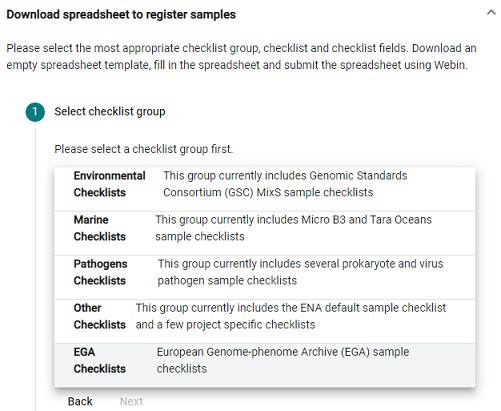 Download spreadsheet to register samples
Please select the most appropriate checklist group, checklist and checklist fields. Download an
empty spreadsheet template, fill in the spreadsheet and submit the spreadsheet using Webin.
1 Select checklist group
Please select a checklist group first.
Environmental This group currently includes Genomic Standards
Checklists Consortium (GSC) MixS sample checklists
Marine This group currently includes Micro B3 and Tara Oceans
Checklists sample checklists
Pathogens This group currently includes several prokaryote and virus
Checklists pathogen sample checklists
Other This group currently includes the ENA default sample checklist
Checklists and a few project specific checklists
EGA European Genome-phenome Archive (EGA) sample
Checklists checklists
Back Next